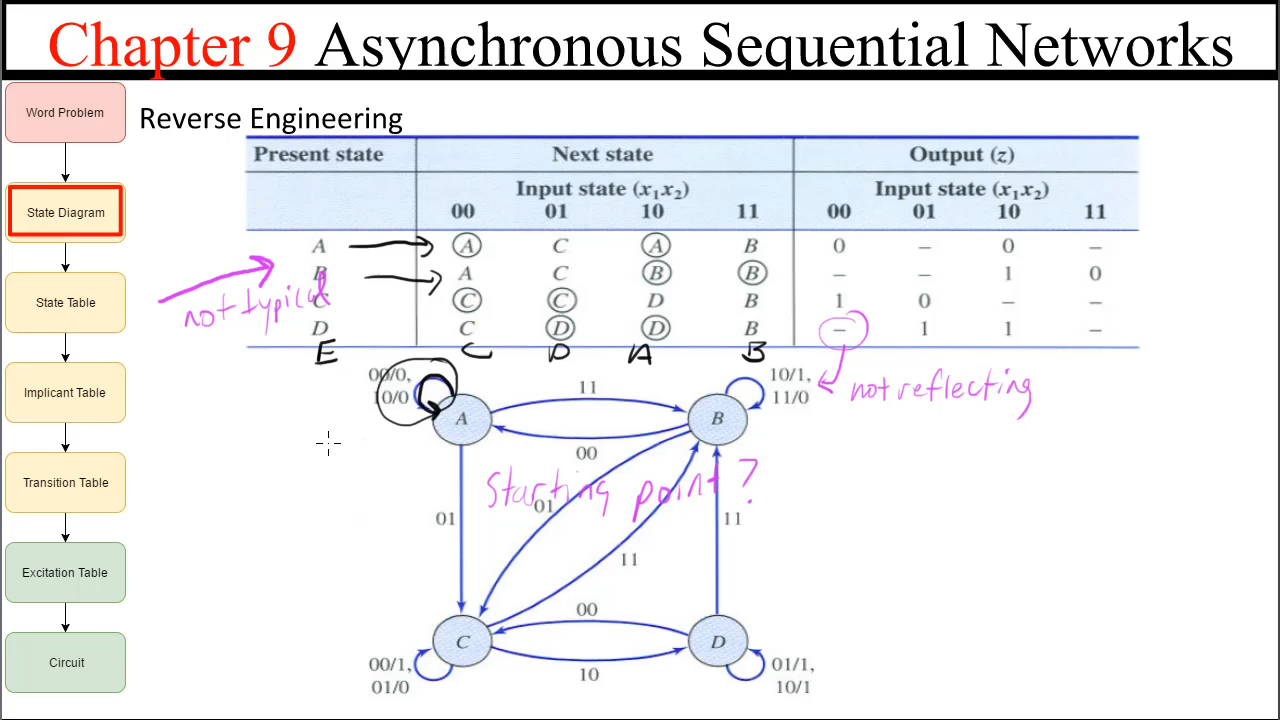 Chapter 9 Asynchronous Sequential Networks
Word Problem
State Diagram
State Table
Implicant Table
Transition Table
Excitation Table
Circuit
Reverse Engineering
Present state Next state Output (z)
Input state (x₁x₂) Input state (x₁x₂)
00 01 10 11 00 01 10 11
A A C A B 0 – 0 –
B A C B B – – 1 0
C C C D B 1 0 – –
D C D D B – 1 1 –
E C D A B
not typical
not reflecting
00/0,
10/0
A
11
B
10/1,
11/0
00
Starting point?
01
01
11
11
00
C
D
00/1,
01/0
10
01/1,
10/1